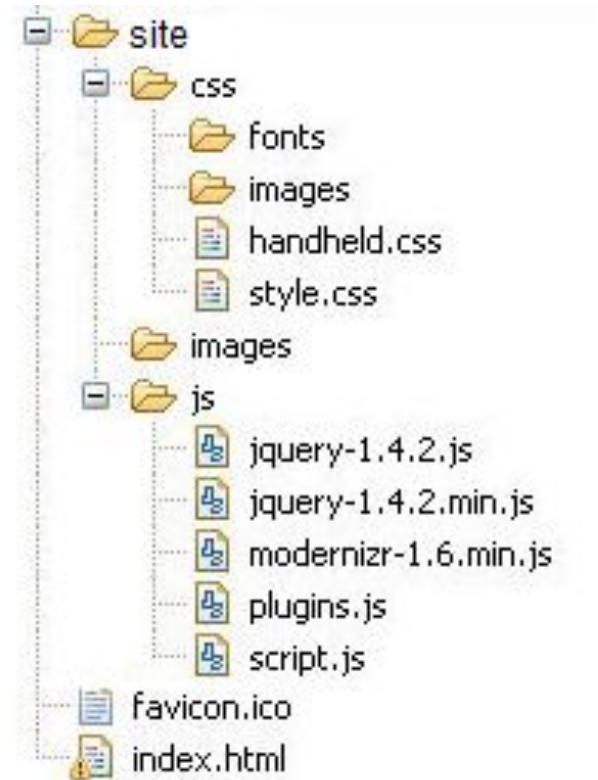 site
css
fonts
images
handheld.css
style.css
images
js
jquery-1.4.2.js
jquery-1.4.2.min.js
modernizr-1.6.min.js
plugins.js
script.js
favicon.ico
index.html